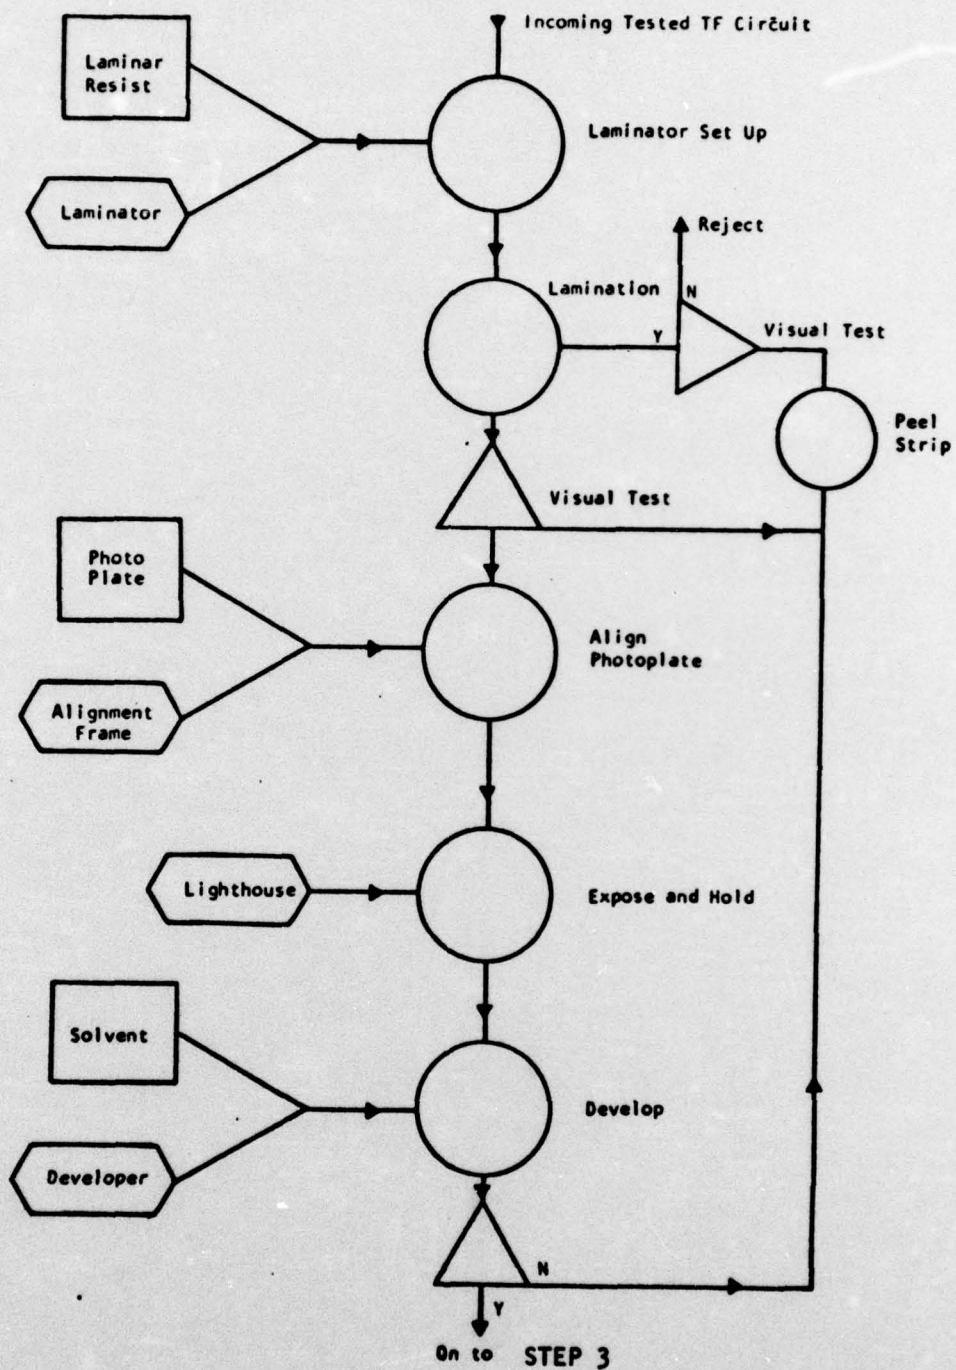 Incoming Tested TF Circuit
Laminar
Resist
Laminator Set Up
Laminator
Reject
Lamination
N
Visual Test
Y
Peel
Strip
Visual Test
Photo
Plate
Align
Photoplate
Alignment
Frame
Lighthouse
Expose and Hold
Solvent
Develop
Developer
N
Y
On to STEP 3